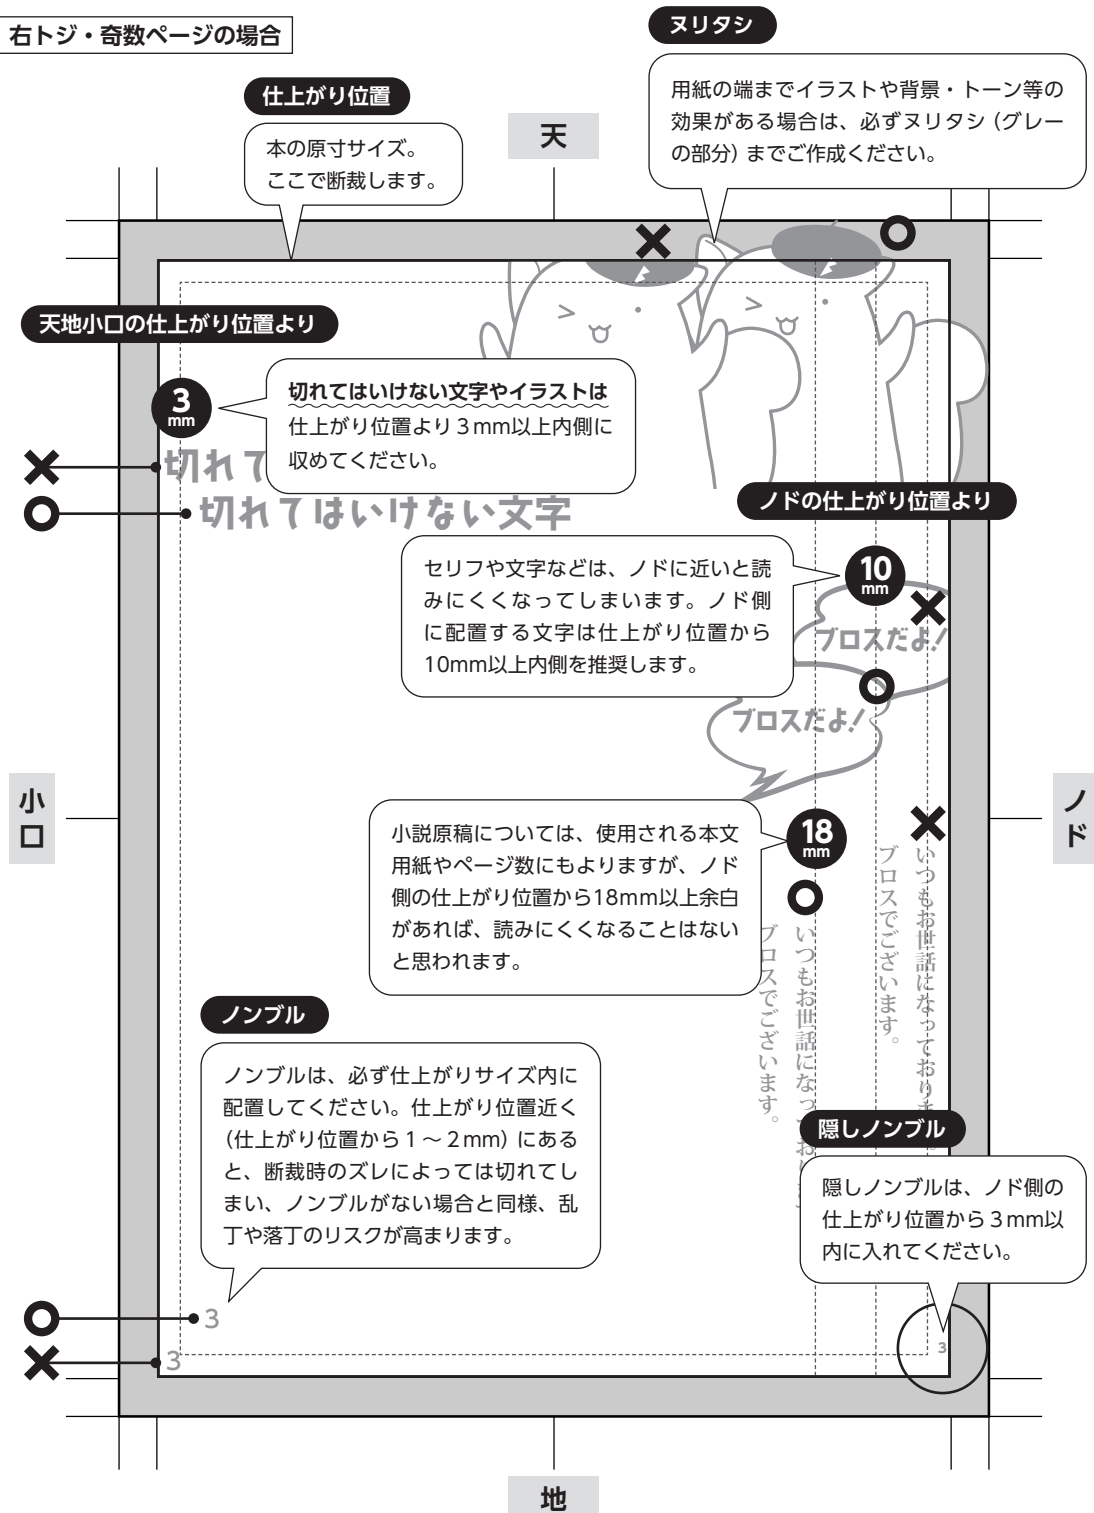 右トジ・奇数ページの場合
ヌリタシ
用紙の端までイラストや背景・トーン等の
効果がある場合は、必ずヌリタシ（グレー
の部分）までご作成ください。
仕上がり位置
本の原寸サイズ。
ここで断裁します。
天
天地小口の仕上がり位置より
3
mm
切れてはいけない文字やイラストは
仕上がり位置より３mm以上内側に
収めてください。
切れて
切れてはいけない文字
ノドの仕上がり位置より
10
mm
セリフや文字などは、ノドに近いと読
みにくくなってしまいます。ノド側
に配置する文字は仕上がり位置から
10mm以上内側を推奨します。
ブロスだよ！
ブロスだよ！
小口
ノド
18
mm
小説原稿については、使用される本文
用紙やページ数にもよりますが、ノド
側の仕上がり位置から18mm以上余白
があれば、読みにくくなることはない
と思われます。
いつもお世話になっておりま
ブロスでございます。
いつもお世話になっており
ブロスでございます。
ノンブル
ノンブルは、必ず仕上がりサイズ内に
配置してください。仕上がり位置近く
（仕上がり位置から１～２mm）にある
と、断裁時のズレによっては切れてし
まい、ノンブルがない場合と同様、乱
丁や落丁のリスクが高まります。
隠しノンブル
隠しノンブルは、ノド側の
仕上がり位置から３mm以
内に入れてください。
3
3
3
地